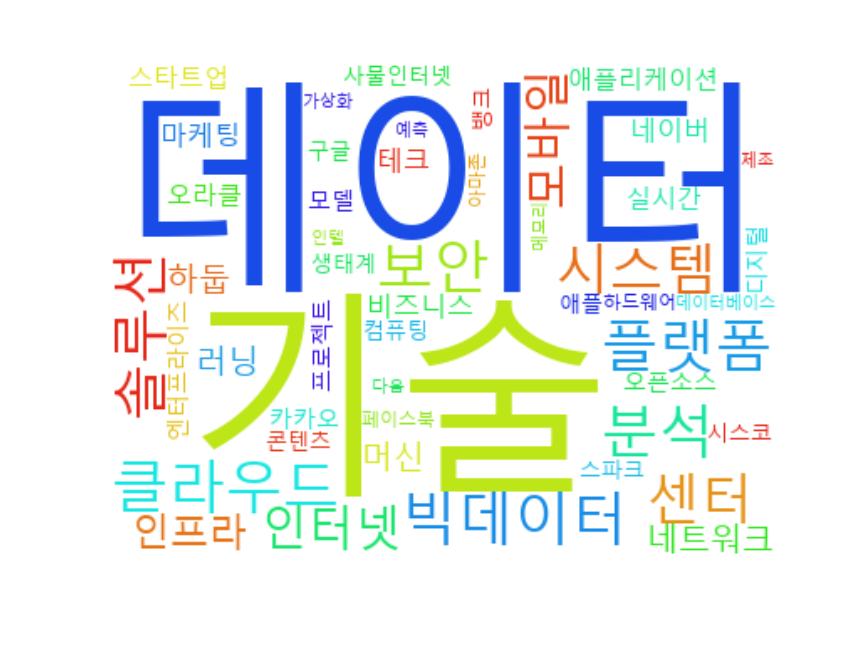 스타트업
사물인터넷
애플리케이션
가상화
뱅크
모바일
데이터
마케팅
예측
네이버
구글
테크
제조
아마존
오라클
모델
실시간
메모리
인텔
디지털
생태계
보안
시스템
솔루션
하둡
애플
하드웨어
데이터베이스
비즈니스
엔터프라이즈
프로젝트
컴퓨팅
기술
플랫폼
러닝
다음
오픈소스
카카오
페이스북
분석
시스코
콘텐츠
머신
스파크
클라우드
센터
빅데이터
인프라
인터넷
네트워크